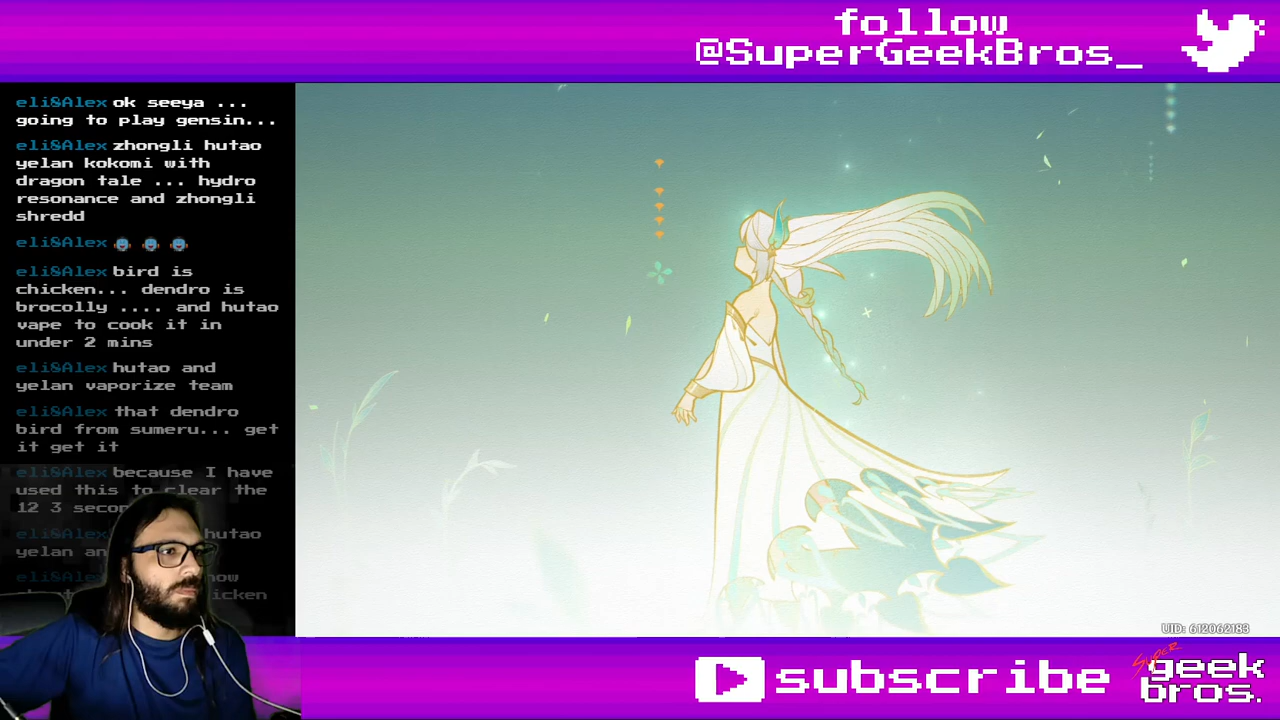 follow
@SuperGeekBros_
eli&Alex ok seeya ...
going to play gensin...
eli&Alex zhongli hutao
yelan kokomi with
dragon tale ... hydro
resonance and zhongli
shredd
eli&Alex
eli&Alex bird is
chicken... dendro is
brocolly .... and hutao
vape to cook it in
under 2 mins
eli&Alex hutao and
yelan vaporize team
eli&Alex that dendro
bird from sumeru... get
it get it
eli&Alex because I have
used this to clear the
12 3
eli&Alex hutao
yelan
UID: 612062183
subscribe
SUPER
geek
bros.